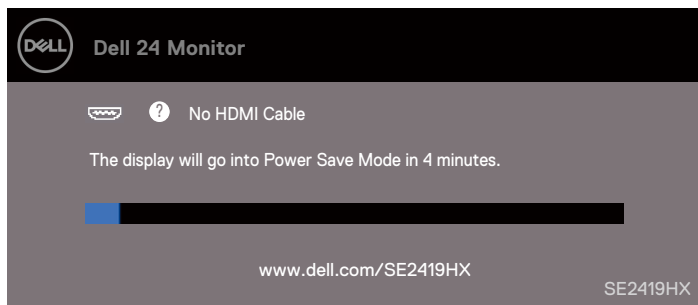 DELL
Dell 24 Monitor
? No HDMI Cable
The display will go into Power Save Mode in 4 minutes.
www.dell.com/SE2419HX
SE2419HX